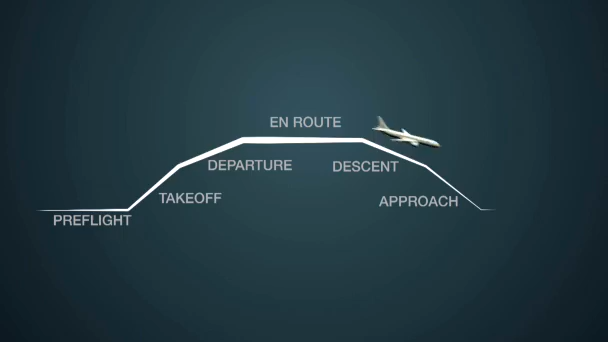 PREFLIGHT
TAKEOFF
DEPARTURE
EN ROUTE
DESCENT
APPROACH